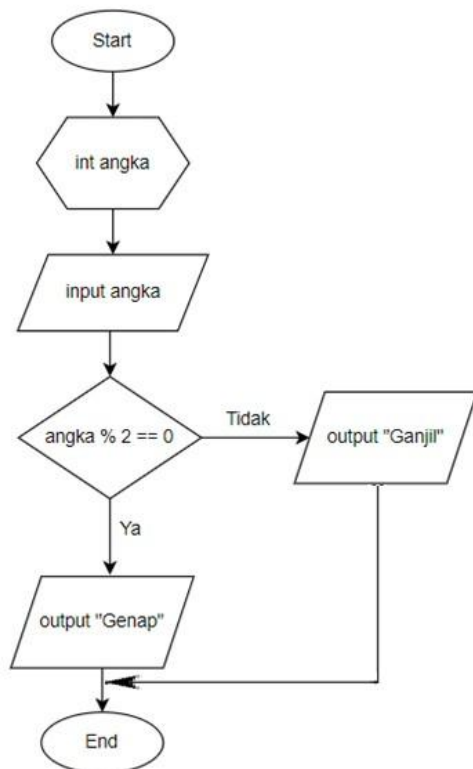 Start
int angka
input angka
angka % 2 == 0
Tidak
output "Ganjil"
Ya
output "Genap"
End